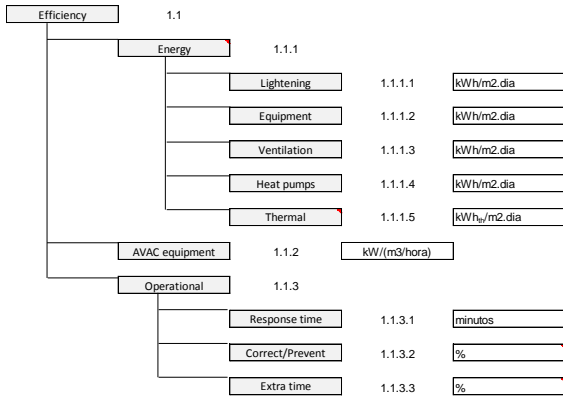 Efficiency 1.1
Energy 1.1.1
Lightening 1.1.1.1 kWh/m2.dia
Equipment 1.1.1.2 kWh/m2.dia
Ventilation 1.1.1.3 kWh/m2.dia
Heat pumps 1.1.1.4 kWh/m2.dia
Thermal 1.1.1.5 kWhth/m2.dia
AVAC equipment 1.1.2 kW/(m3/hora)
Operational 1.1.3
Response time 1.1.3.1 minutos
Correct/Prevent 1.1.3.2 %
Extra time 1.1.3.3 %